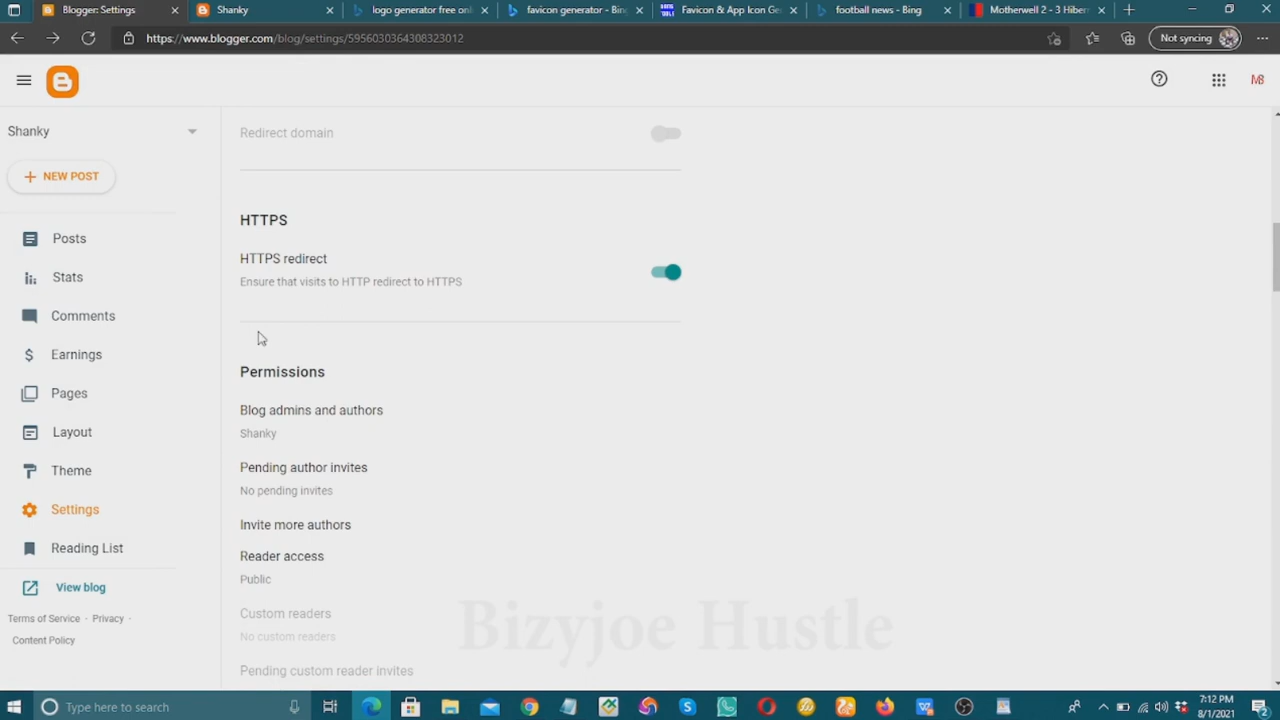 Blogger: Settings
Shanky
logo generator free onl
favicon generator - Bin
Favicon & App Icon Ge
football news - Bing
Motherwell 2 - 3 Hiber
https://www.blogger.com/blog/settings/5956030364308323012
Not syncing
Shanky
NEW POST
Posts
Stats
Comments
Earnings
Pages
Layout
Theme
Settings
Reading List
View blog
Terms of Service · Privacy ·
Content Policy
Redirect domain
HTTPS
HTTPS redirect
Ensure that visits to HTTP redirect to HTTPS
Permissions
Blog admins and authors
Shanky
Pending author invites
No pending invites
Invite more authors
Reader access
Public
Custom readers
No custom readers
Pending custom reader invites
Bizyjoe Hustle
Type here to search
7:12 PM
8/1/2021